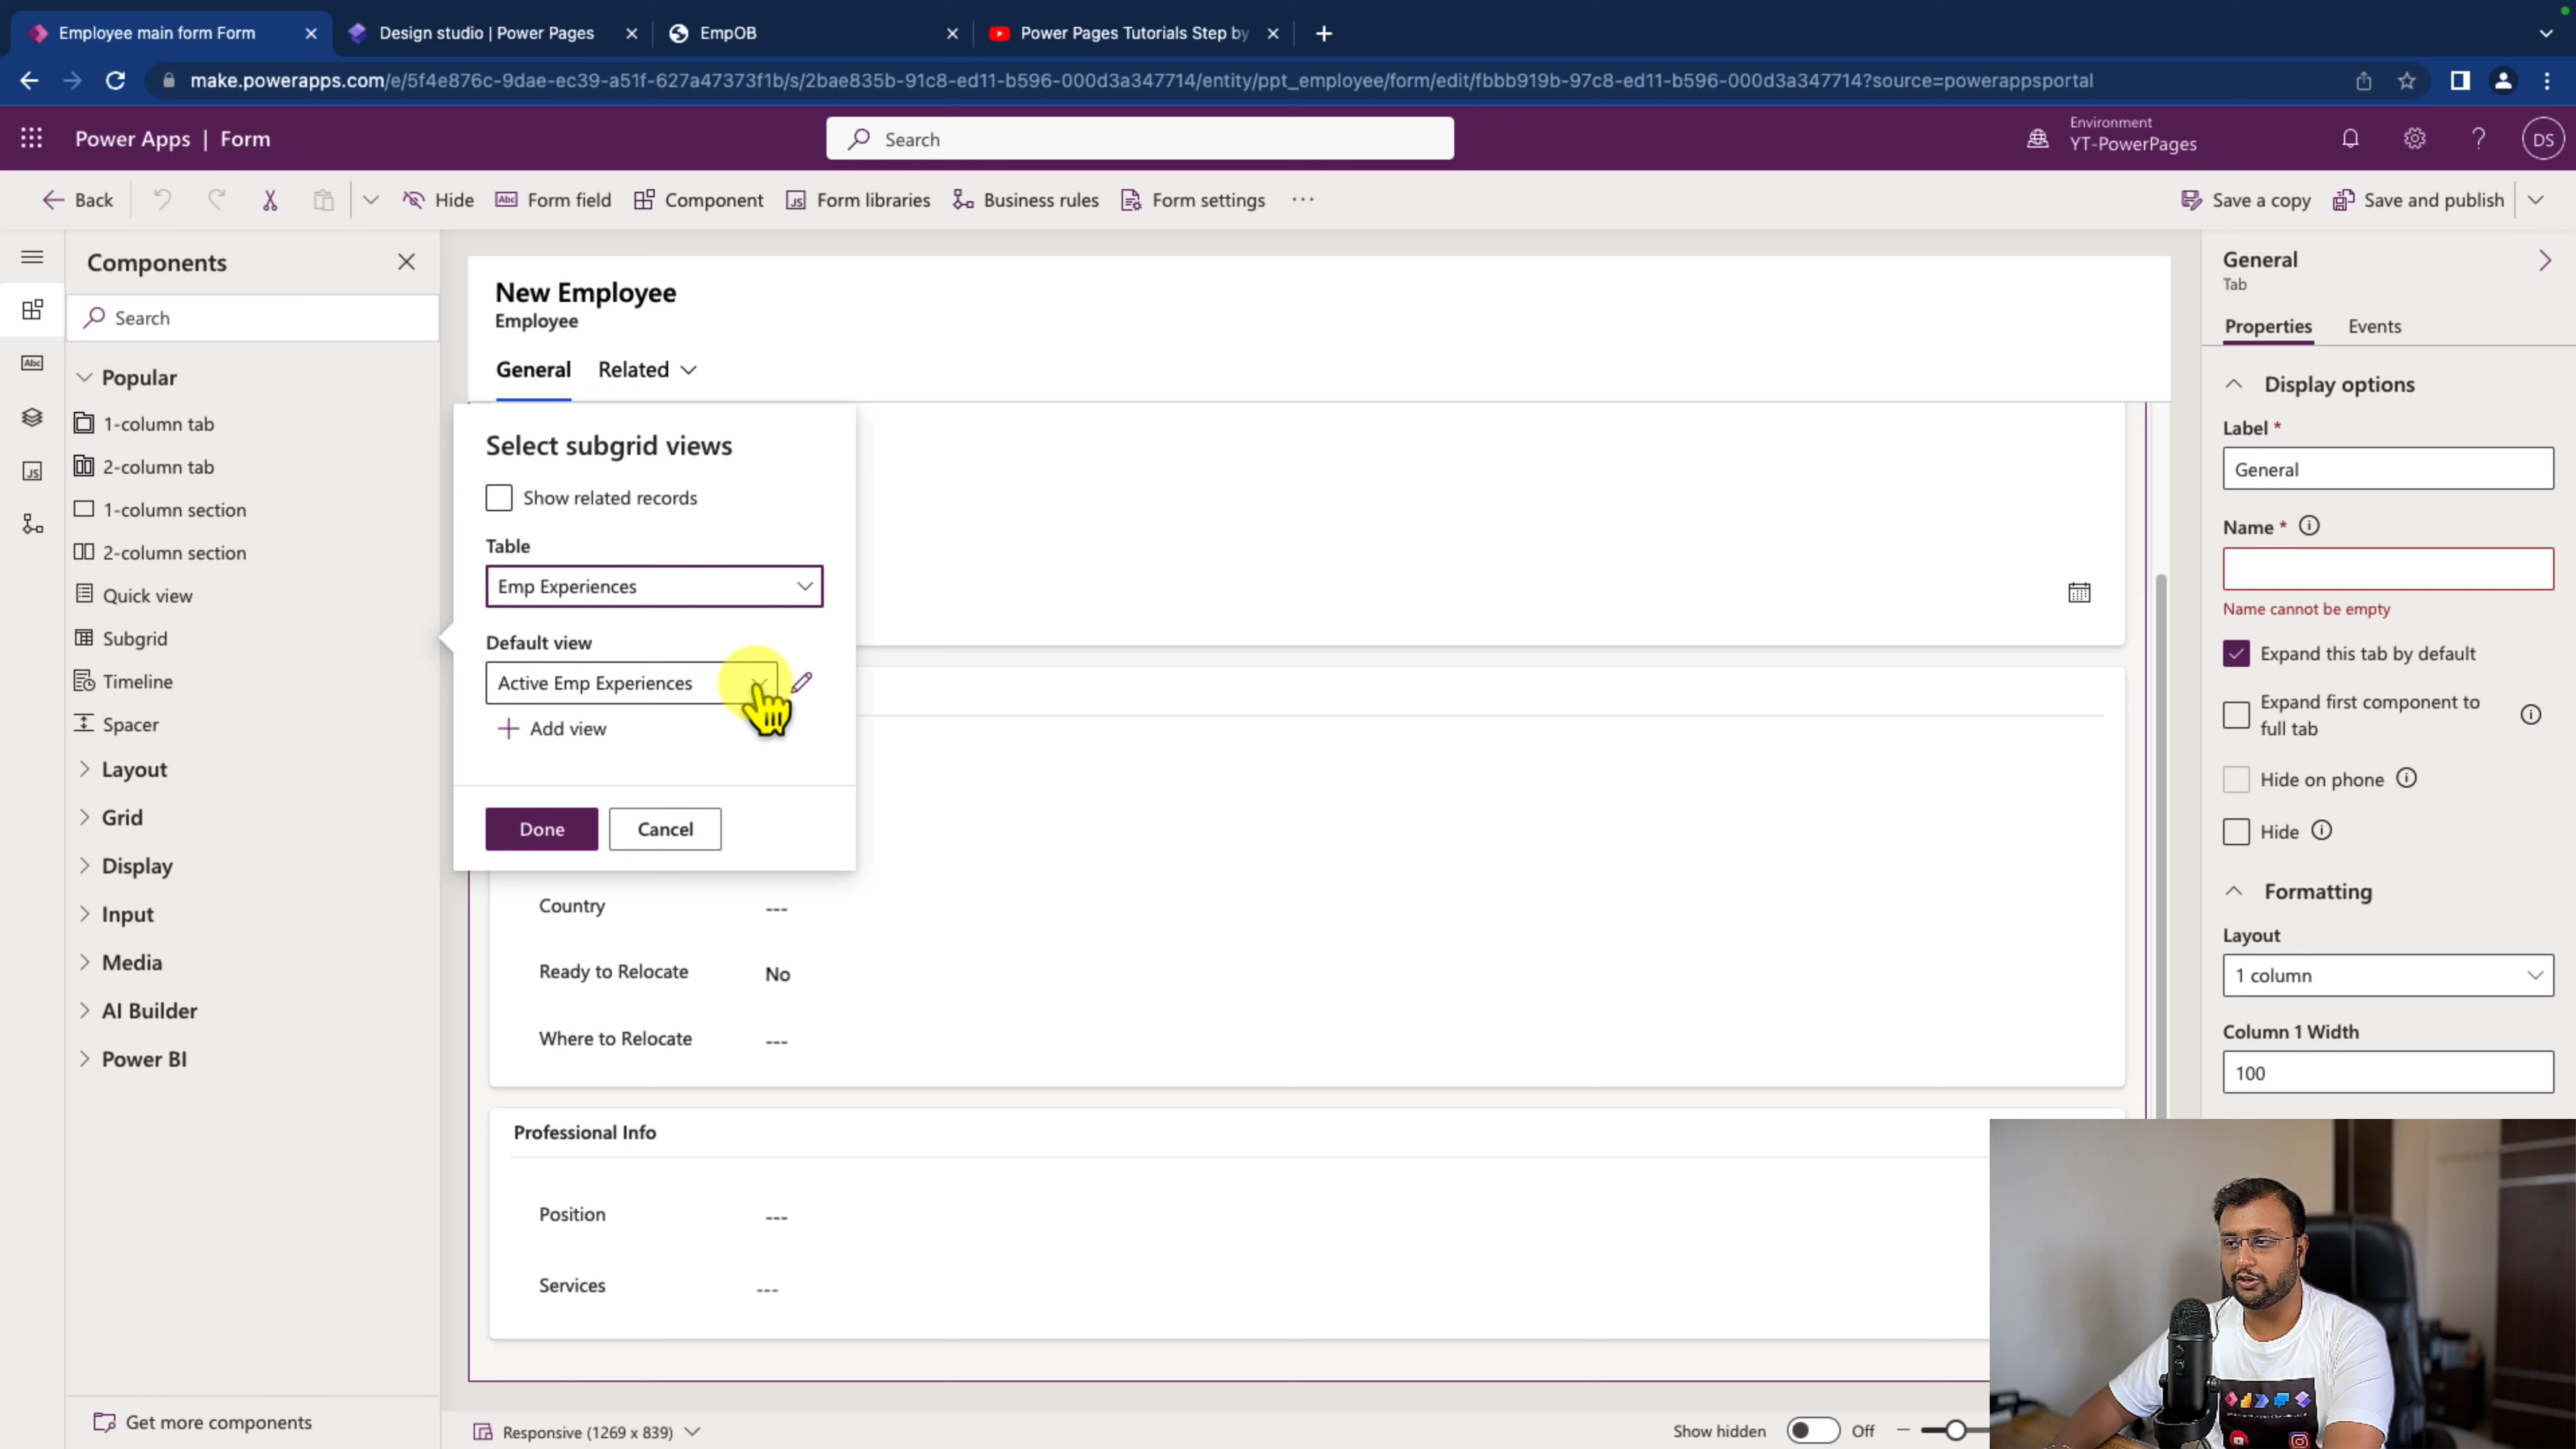 Employee main form Form
Design studio | Power Pages
EmpOB
Power Pages Tutorials Step by
make.powerapps.com/e/5f4e876c-9dae-ec39-a51f-627a47373f1b/s/2bae835b-91c8-ed11-b596-000d3a347714/entity/ppt_employee/form/edit/fbbb919b-97c8-ed11-b596-000d3a347714?source=powerappsportal
Power Apps | Form
Search
Environment
YT-PowerPages
DS
Back
Hide
Abc Form field
Component
JS Form libraries
Business rules
Form settings
Save a copy
Save and publish
Components
Search
Abc
JS
Popular
1-column tab
2-column tab
1-column section
2-column section
Quick view
Subgrid
Timeline
Spacer
Layout
Grid
Display
Input
Media
AI Builder
Power BI
Get more components
New Employee
Employee
General
Related
Select subgrid views
Show related records
Table
Emp Experiences
Default view
Active Emp Experiences
Add view
Done
Cancel
Country ---
Ready to Relocate No
Where to Relocate ---
Professional Info
Position ---
Services ---
Responsive (1269 x 839)
Show hidden
Off
General
Tab
Properties
Events
Display options
Label *
General
Name *
Name cannot be empty
Expand this tab by default
Expand first component to
full tab
Hide on phone
Hide
Formatting
Layout
1 column
Column 1 Width
100